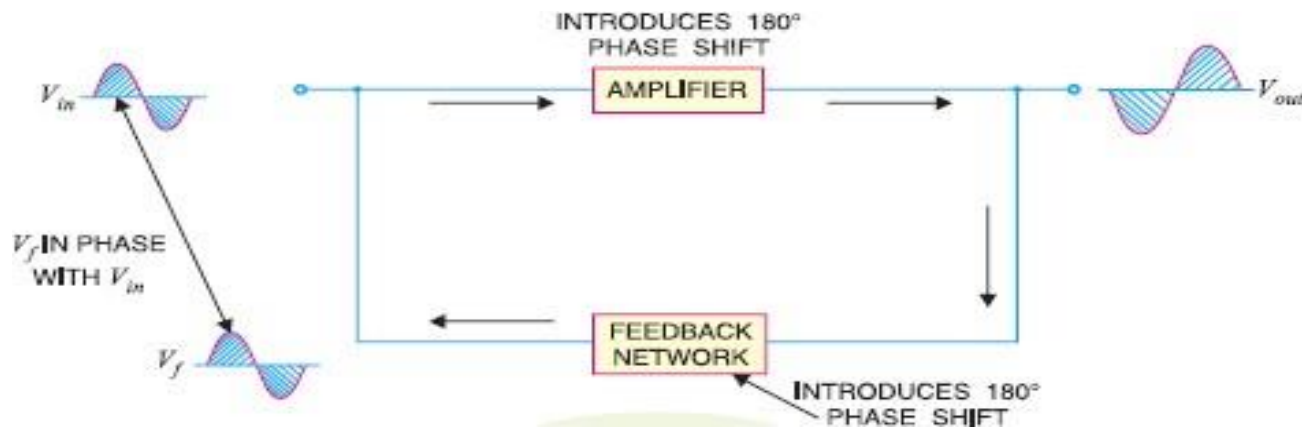 INTRODUCES 180°
PHASE SHIFT
AMPLIFIER
V_in
V_out
V_f IN PHASE
WITH V_in
V_f
FEEDBACK
NETWORK
INTRODUCES 180°
PHASE SHIFT